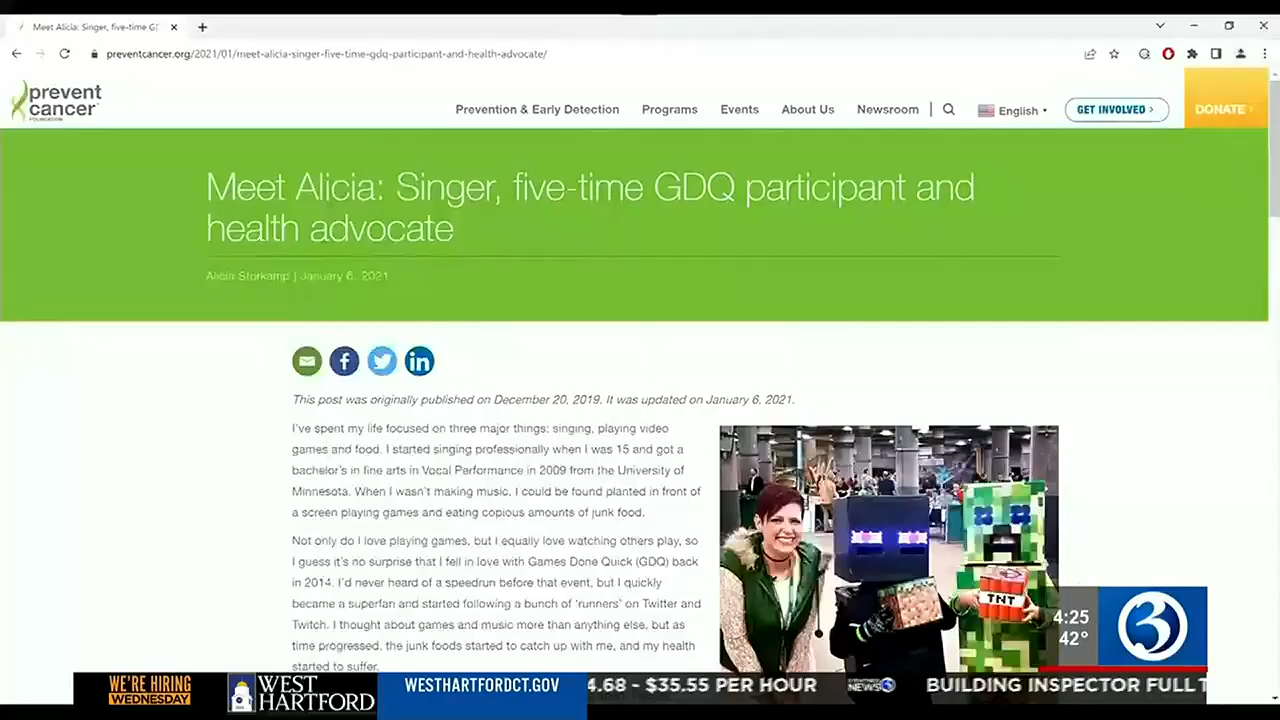 Meet Alicia: Singer, five-time G
preventcancer.org/2021/01/meet-alicia-singer-five-time-gdq-participant-and-health-advocate/
prevent
cancer
FOUNDATION
Prevention & Early Detection
Programs
Events
About Us
Newsroom
English
GET INVOLVED ›
DONATE ›
Meet Alicia: Singer, five-time GDQ participant and
health advocate
Alicia Storkamp | January 6, 2021
f
in
This post was originally published on December 20, 2019. It was updated on January 6, 2021.
I've spent my life focused on three major things: singing, playing video
games and food. I started singing professionally when I was 15 and got a
bachelor's in fine arts in Vocal Performance in 2009 from the University of
Minnesota. When I wasn't making music, I could be found planted in front of
a screen playing games and eating copious amounts of junk food.
Not only do I love playing games, but I equally love watching others play, so
I guess it's no surprise that I fell in love with Games Done Quick (GDQ) back
in 2014. I'd never heard of a speedrun before that event, but I quickly
became a superfan and started following a bunch of 'runners' on Twitter and
Twitch. I thought about games and music more than anything else, but as
time progressed, the junk foods started to catch up with me, and my health
started to suffer.
TNT
4:25
42°
3
WE'RE HIRING
WEDNESDAY
WEST
HARTFORD
WESTHARTFORDCT.GOV
4.68 - $35.55 PER HOUR
NEWS 3
BUILDING INSPECTOR FULL T